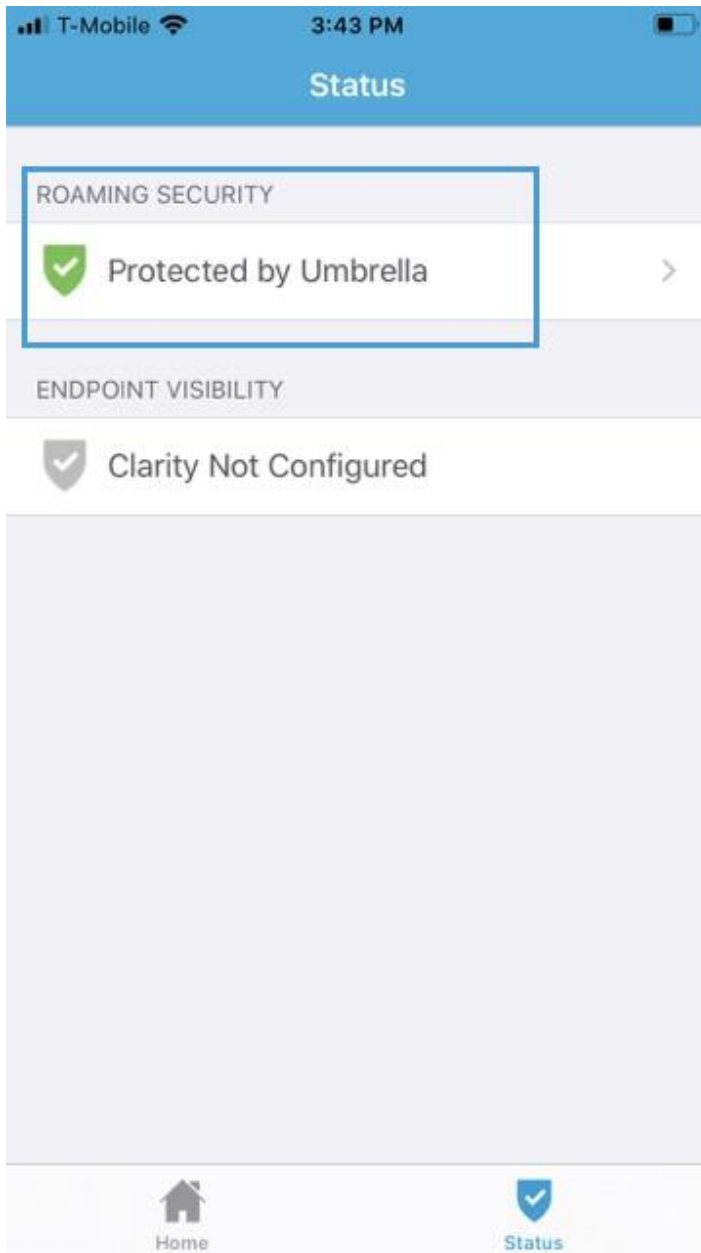 T-Mobile 3:43 PM
Status
ROAMING SECURITY
Protected by Umbrella
ENDPOINT VISIBILITY
Clarity Not Configured
Home Status